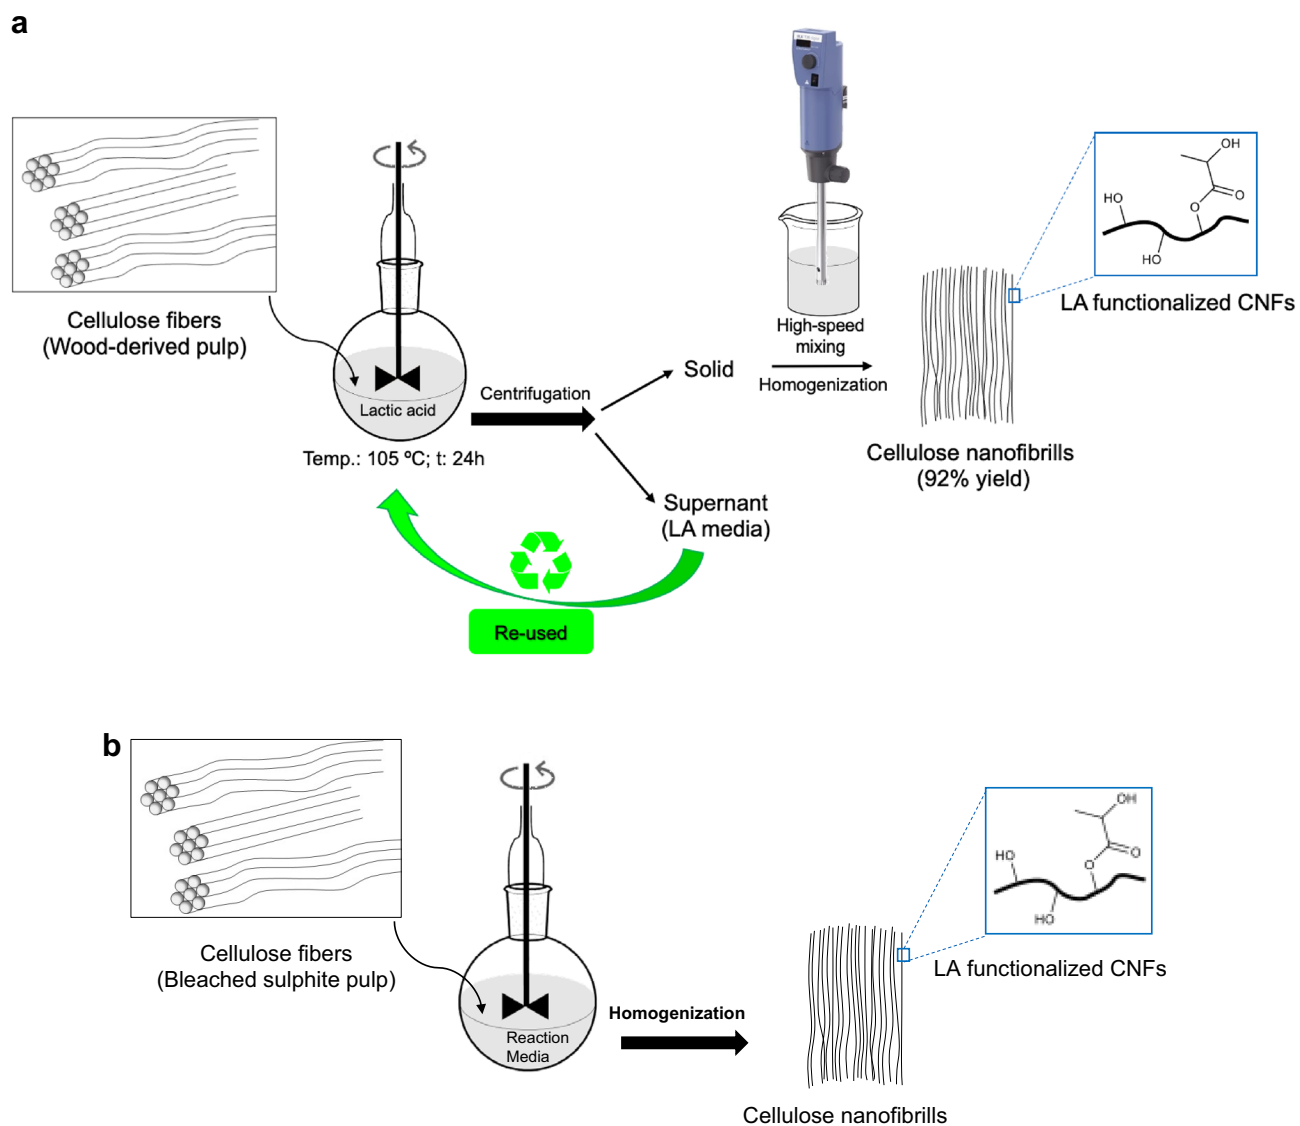 a
Cellulose fibers
(Wood-derived pulp)
Lactic acid
Temp.: 105 ºC; t: 24h
Centrifugation
Solid
Supernant
(LA media)
Re-used
High-speed
mixing
Homogenization
Cellulose nanofibrills
(92% yield)
OH
O
O
HO
HO
LA functionalized CNFs
b
Cellulose fibers
(Bleached sulphite pulp)
Reaction
Media
Homogenization
Cellulose nanofibrills
OH
O
O
HO
HO
LA functionalized CNFs